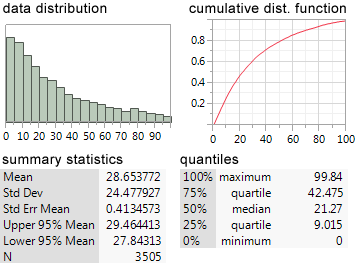 data distribution
cumulative dist. function
0.8
0.6
0.4
0.2
0 10 20 30 40 50 60 70 80 90
0 20 40 60 80 100
summary statistics
Mean 28.653772
Std Dev 24.477927
Std Err Mean 0.4134573
Upper 95% Mean 29.464413
Lower 95% Mean 27.84313
N 3505
quantiles
100% maximum 99.84
75% quartile 42.475
50% median 21.27
25% quartile 9.015
0% minimum 0